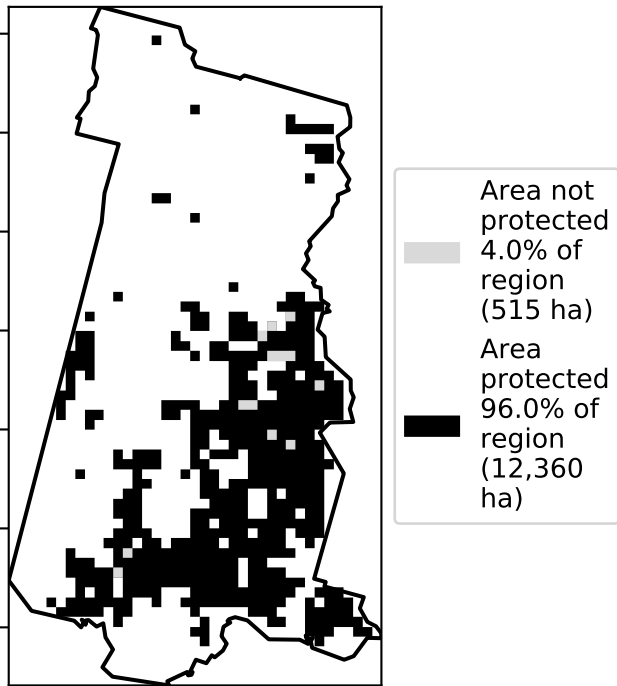 Area not
protected
4.0% of
region
(515 ha)
Area
protected
96.0% of
region
(12,360
ha)